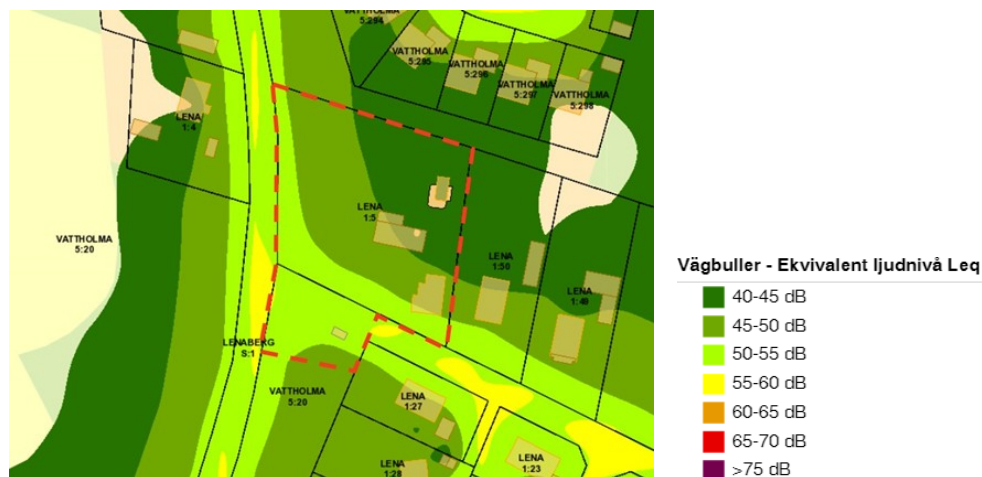 VATTHOLMA
5:294
VATTHOLMA
5:295
VATTHOLMA
5:296
VATTHOLMA
5:297
VATTHOLMA
5:298
LENA
1:4
LENA
1:5
VATTHOLMA
5:20
LENA
1:50
LENA
1:49
LENABERG
S:1
VATTHOLMA
5:20
LENA
1:27
LENA
1:28
LENA
1:23
Vägbuller - Ekvivalent ljudnivå Leq
40-45 dB
45-50 dB
50-55 dB
55-60 dB
60-65 dB
65-70 dB
>75 dB